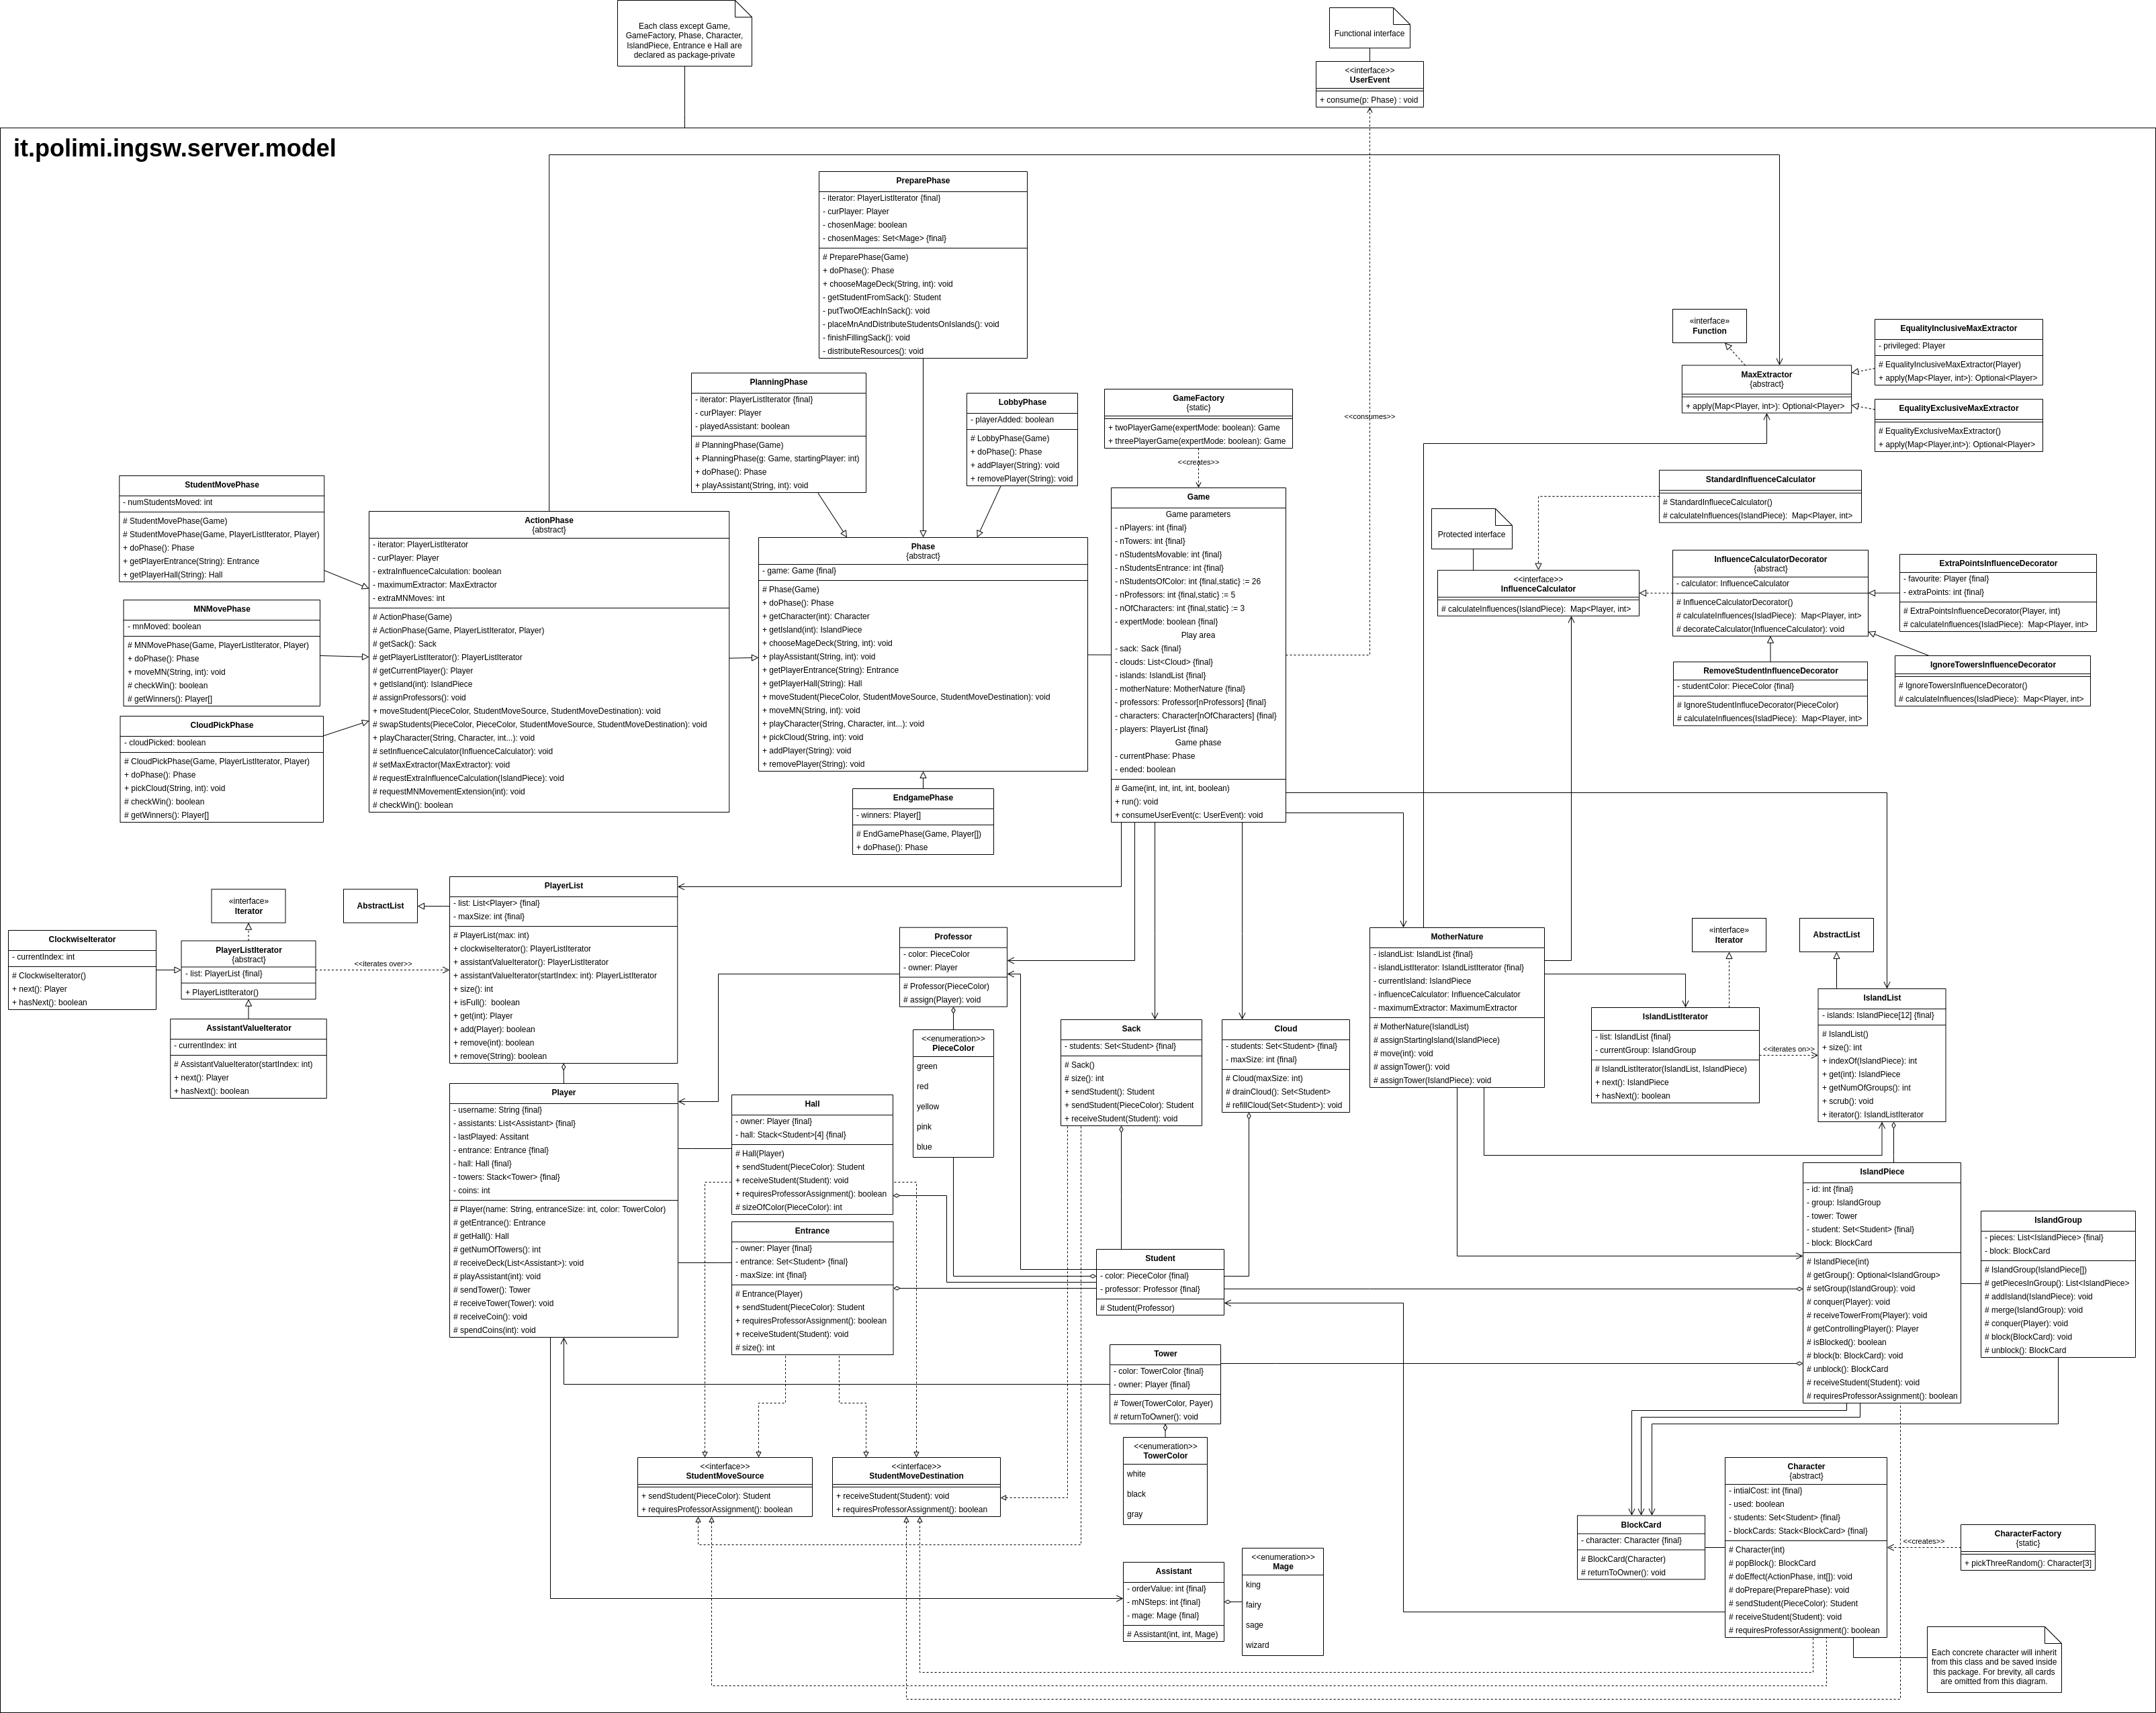 Each class except Game,
GameFactory, Phase, Character,
IslandPiece, Entrance e Hall are
declared as package-private
Functional interface
<<interface>>
UserEvent
+ consume(p: Phase) : void
it.polimi.ingsw.server.model
PreparePhase
- iterator: PlayerListIterator {final}
- curPlayer: Player
- chosenMage: boolean
- chosenMages: Set<Mage> {final}
# PreparePhase(Game)
+ doPhase(): Phase
+ chooseMageDeck(String, int): void
- getStudentFromSack(): Student
- putTwoOfEachInSack(): void
- placeMnAndDistributeStudentsOnIslands(): void
- finishFillingSack(): void
- distributeResources(): void
PlanningPhase
- iterator: PlayerListIterator {final}
- curPlayer: Player
- playedAssistant: boolean
# PlanningPhase(Game)
+ PlanningPhase(g: Game, startingPlayer: int)
+ doPhase(): Phase
+ playAssistant(String, int): void
LobbyPhase
- playerAdded: boolean
# LobbyPhase(Game)
+ doPhase(): Phase
+ addPlayer(String): void
+ removePlayer(String): void
GameFactory
{static}
+ twoPlayerGame(expertMode: boolean): Game
+ threePlayerGame(expertMode: boolean): Game
<<creates>>
<<consumes>>
«interface»
Function
MaxExtractor
{abstract}
+ apply(Map<Player, int>): Optional<Player>
EqualityInclusiveMaxExtractor
- privileged: Player
# EqualityInclusiveMaxExtractor(Player)
+ apply(Map<Player, int>): Optional<Player>
EqualityExclusiveMaxExtractor
# EqualityExclusiveMaxExtractor()
+ apply(Map<Player,int>): Optional<Player>
StudentMovePhase
- numStudentsMoved: int
# StudentMovePhase(Game)
# StudentMovePhase(Game, PlayerListIterator, Player)
+ doPhase(): Phase
+ getPlayerEntrance(String): Entrance
+ getPlayerHall(String): Hall
MNMovePhase
- mnMoved: boolean
# MNMovePhase(Game, PlayerListIterator, Player)
+ doPhase(): Phase
+ moveMN(String, int): void
# checkWin(): boolean
# getWinners(): Player[]
CloudPickPhase
- cloudPicked: boolean
# CloudPickPhase(Game, PlayerListIterator, Player)
+ doPhase(): Phase
+ pickCloud(String, int): void
# checkWin(): boolean
# getWinners(): Player[]
ActionPhase
{abstract}
- iterator: PlayerListIterator
- curPlayer: Player
- extraInfluenceCalculation: boolean
- maximumExtractor: MaxExtractor
- extraMNMoves: int
# ActionPhase(Game)
# ActionPhase(Game, PlayerListIterator, Player)
# getSack(): Sack
# getPlayerListIterator(): PlayerListIterator
# getCurrentPlayer(): Player
+ getIsland(int): IslandPiece
# assignProfessors(): void
+ moveStudent(PieceColor, StudentMoveSource, StudentMoveDestination): void
# swapStudents(PieceColor, PieceColor, StudentMoveSource, StudentMoveDestination): void
+ playCharacter(String, Character, int...): void
# setInfluenceCalculator(InfluenceCalculator): void
# setMaxExtractor(MaxExtractor): void
# requestExtraInfluenceCalculation(IslandPiece): void
# requestMNMovementExtension(int): void
# checkWin(): boolean
Phase
{abstract}
- game: Game {final}
# Phase(Game)
+ doPhase(): Phase
+ getCharacter(int): Character
+ getIsland(int): IslandPiece
+ chooseMageDeck(String, int): void
+ playAssistant(String, int): void
+ getPlayerEntrance(String): Entrance
+ getPlayerHall(String): Hall
+ moveStudent(PieceColor, StudentMoveSource, StudentMoveDestination): void
+ moveMN(String, int): void
+ playCharacter(String, Character, int...): void
+ pickCloud(String, int): void
+ addPlayer(String): void
+ removePlayer(String): void
EndgamePhase
- winners: Player[]
# EndGamePhase(Game, Player[])
+ doPhase(): Phase
Game
Game parameters
- nPlayers: int {final}
- nTowers: int {final}
- nStudentsMovable: int {final}
- nStudentsEntrance: int {final}
- nStudentsOfColor: int {final,static} := 26
- nProfessors: int {final,static} := 5
- nOfCharacters: int {final,static} := 3
- expertMode: boolean {final}
Play area
- sack: Sack {final}
- clouds: List<Cloud> {final}
- islands: IslandList {final}
- motherNature: MotherNature {final}
- professors: Professor[nProfessors] {final}
- characters: Character[nOfCharacters] {final}
- players: PlayerList {final}
Game phase
- currentPhase: Phase
- ended: boolean
# Game(int, int, int, int, boolean)
+ run(): void
+ consumeUserEvent(c: UserEvent): void
Protected interface
<<interface>>
InfluenceCalculator
# calculateInfluences(IslandPiece):  Map<Player, int>
StandardInfluenceCalculator
# StandardInflueceCalculator()
# calculateInfluences(IslandPiece):  Map<Player, int>
InfluenceCalculatorDecorator
{abstract}
- calculator: InfluenceCalculator
# InfluenceCalculatorDecorator()
# calculateInfluences(IsladPiece):  Map<Player, int>
# decorateCalculator(InfluenceCalculator): void
ExtraPointsInfluenceDecorator
- favourite: Player {final}
- extraPoints: int {final}
# ExtraPointsInfluenceDecorator(Player, int)
# calculateInfluences(IsladPiece):  Map<Player, int>
RemoveStudentInfluenceDecorator
- studentColor: PieceColor {final}
# IgnoreStudentInfluceDecorator(PieceColor)
# calculateInfluences(IsladPiece):  Map<Player, int>
IgnoreTowersInfluenceDecorator
# IgnoreTowersInfluenceDecorator()
# calculateInfluences(IsladPiece):  Map<Player, int>
ClockwiseIterator
- currentIndex: int
# ClockwiseIterator()
+ next(): Player
+ hasNext(): boolean
«interface»
Iterator
PlayerListIterator
{abstract}
- list: PlayerList {final}
+ PlayerListIterator()
<<iterates over>>
AssistantValueIterator
- currentIndex: int
# AssistantValueIterator(startIndex: int)
+ next(): Player
+ hasNext(): boolean
AbstractList
PlayerList
- list: List<Player> {final}
- maxSize: int {final}
# PlayerList(max: int)
+ clockwiseIterator(): PlayerListIterator
+ assistantValueIterator(): PlayerListIterator
+ assistantValueIterator(startIndex: int): PlayerListIterator
+ size(): int
+ isFull():  boolean
+ get(int): Player
+ add(Player): boolean
+ remove(int): boolean
+ remove(String): boolean
Player
- username: String {final}
- assistants: List<Assistant> {final}
- lastPlayed: Assitant
- entrance: Entrance {final}
- hall: Hall {final}
- towers: Stack<Tower> {final}
- coins: int
# Player(name: String, entranceSize: int, color: TowerColor)
# getEntrance(): Entrance
# getHall(): Hall
# getNumOfTowers(): int
# receiveDeck(List<Assistant>): void
# playAssistant(int): void
# sendTower(): Tower
# receiveTower(Tower): void
# receiveCoin(): void
# spendCoins(int): void
Professor
- color: PieceColor
- owner: Player
# Professor(PieceColor)
# assign(Player): void
<<enumeration>>
PieceColor
green
red
yellow
pink
blue
Hall
- owner: Player {final}
- hall: Stack<Student>[4] {final}
# Hall(Player)
+ sendStudent(PieceColor): Student
+ receiveStudent(Student): void
+ requiresProfessorAssignment(): boolean
# sizeOfColor(PieceColor): int
Entrance
- owner: Player {final}
- entrance: Set<Student> {final}
- maxSize: int {final}
# Entrance(Player)
+ sendStudent(PieceColor): Student
+ requiresProfessorAssignment(): boolean
+ receiveStudent(Student): void
# size(): int
Sack
- students: Set<Student> {final}
# Sack()
# size(): int
+ sendStudent(): Student
+ sendStudent(PieceColor): Student
+ receiveStudent(Student): void
Cloud
- students: Set<Student> {final}
- maxSize: int {final}
# Cloud(maxSize: int)
# drainCloud(): Set<Student>
# refillCloud(Set<Student>): void
MotherNature
- islandList: IslandList {final}
- islandListIterator: IslandListIterator {final}
- currentIsland: IslandPiece
- influenceCalculator: InfluenceCalculator
- maximumExtractor: MaximumExtractor
# MotherNature(IslandList)
# assignStartingIsland(IslandPiece)
# move(int): void
# assignTower(): void
# assignTower(IslandPiece): void
«interface»
Iterator
AbstractList
IslandListIterator
- list: IslandList {final}
- currentGroup: IslandGroup
# IslandListIterator(IslandList, IslandPiece)
+ next(): IslandPiece
+ hasNext(): boolean
<<iterates on>>
IslandList
- islands: IslandPiece[12] {final}
# IslandList()
+ size(): int
+ indexOf(IslandPiece): int
+ get(int): IslandPiece
+ getNumOfGroups(): int
+ scrub(): void
+ iterator(): IslandListIterator
IslandPiece
- id: int {final}
- group: IslandGroup
- tower: Tower
- student: Set<Student> {final}
- block: BlockCard
# IslandPiece(int)
# getGroup(): Optional<IslandGroup>
# setGroup(IslandGroup): void
# conquer(Player): void
# receiveTowerFrom(Player): void
# getControllingPlayer(): Player
# isBlocked(): boolean
# block(b: BlockCard): void
# unblock(): BlockCard
# receiveStudent(Student): void
# requiresProfessorAssignment(): boolean
IslandGroup
- pieces: List<IslandPiece> {final}
- block: BlockCard
# IslandGroup(IslandPiece[])
# getPiecesInGroup(): List<IslandPiece>
# addIsland(IslandPiece): void
# merge(IslandGroup): void
# conquer(Player): void
# block(BlockCard): void
# unblock(): BlockCard
Student
- color: PieceColor {final}
- professor: Professor {final}
# Student(Professor)
Tower
- color: TowerColor {final}
- owner: Player {final}
# Tower(TowerColor, Payer)
# returnToOwner(): void
<<enumeration>>
TowerColor
white
black
gray
<<interface>>
StudentMoveSource
+ sendStudent(PieceColor): Student
+ requiresProfessorAssignment(): boolean
<<interface>>
StudentMoveDestination
+ receiveStudent(Student): void
+ requiresProfessorAssignment(): boolean
Assistant
- orderValue: int {final}
- mNSteps: int {final}
- mage: Mage {final}
# Assistant(int, int, Mage)
<<enumeration>>
Mage
king
fairy
sage
wizard
BlockCard
- character: Character {final}
# BlockCard(Character)
# returnToOwner(): void
Character
{abstract}
- intialCost: int {final}
- used: boolean
- students: Set<Student> {final}
- blockCards: Stack<BlockCard> {final}
# Character(int)
# popBlock(): BlockCard
# doEffect(ActionPhase, int[]): void
# doPrepare(PreparePhase): void
# sendStudent(PieceColor): Student
# receiveStudent(Student): void
# requiresProfessorAssignment(): boolean
<<creates>>
CharacterFactory
{static}
+ pickThreeRandom(): Character[3]
Each concrete character will inherit
from this class and be saved inside
this package. For brevity, all cards
are omitted from this diagram.